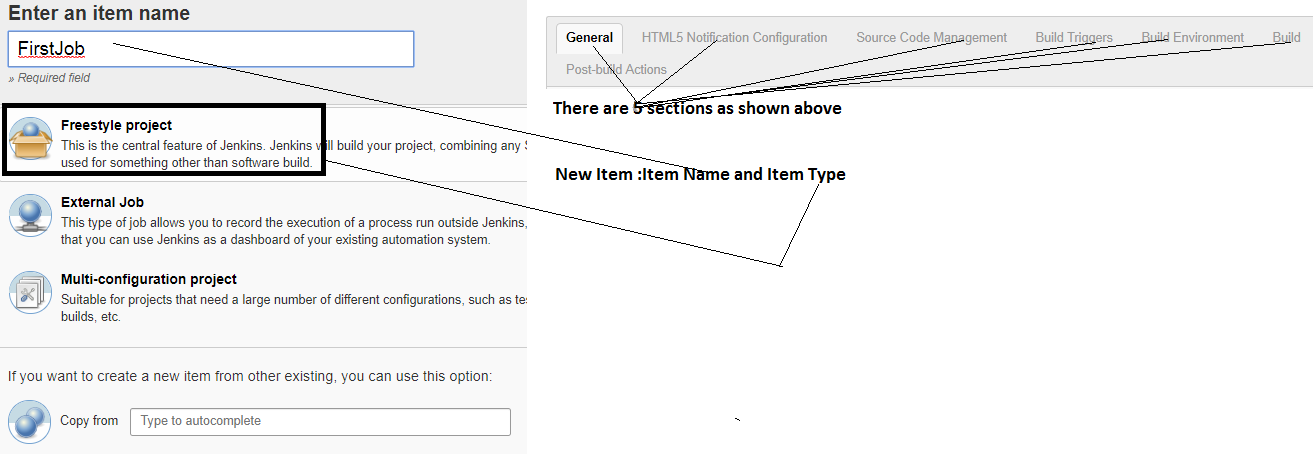 Enter an item name
FirstJob
» Required field
Freestyle project
This is the central feature of Jenkins. Jenkins will build your project, combining any S
used for something other than software build.
External Job
This type of job allows you to record the execution of a process run outside Jenkins,
that you can use Jenkins as a dashboard of your existing automation system.
Multi-configuration project
Suitable for projects that need a large number of different configurations, such as te
builds, etc.
If you want to create a new item from other existing, you can use this option:
Copy from Type to autocomplete
General HTML5 Notification Configuration Source Code Management Build Triggers Build Environment Build
Post-build Actions
There are 5 sections as shown above
New Item :Item Name and Item Type